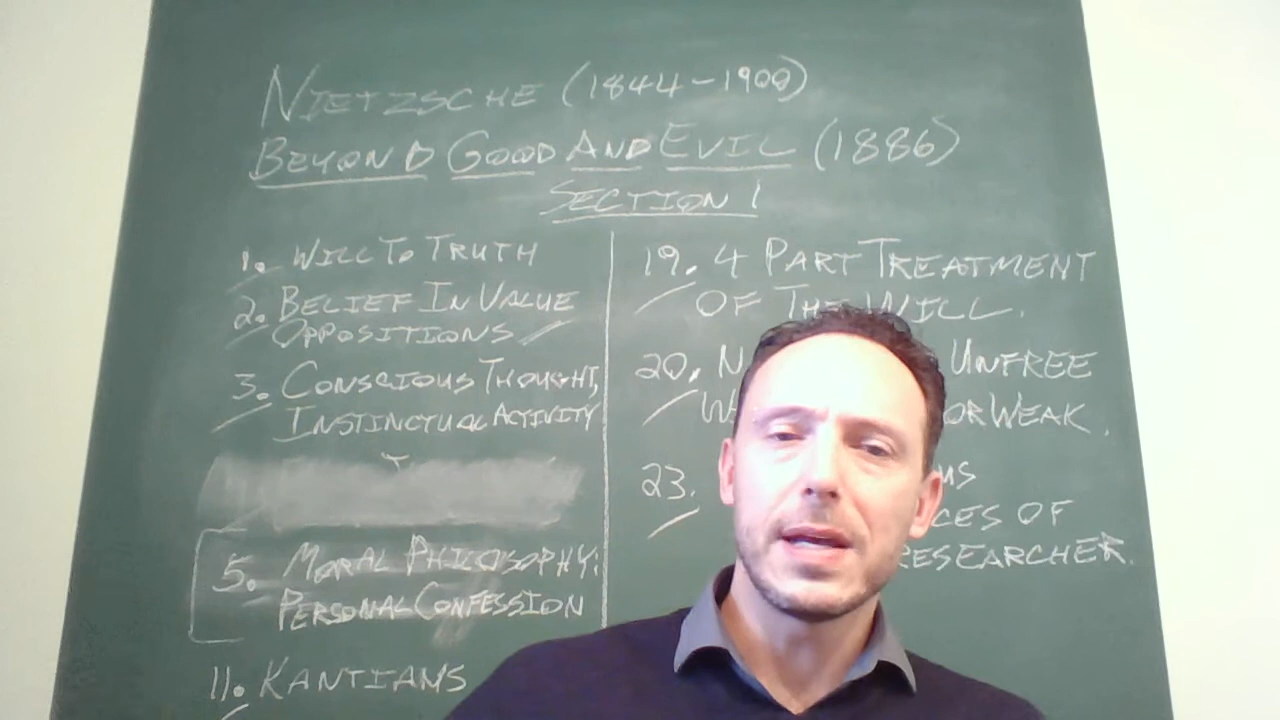 NIETZSCHE (1844-1900)
BEYOND GOOD AND EVIL (1886)
SECTION 1
1. WILL TO TRUTH
2. BELIEF IN VALUE
OPPOSITIONS
3. CONSCIOUS THOUGHT,
INSTINCTUAL ACTIVITY
5. MORAL PHILOSOPHY:
PERSONAL CONFESSION
11. KANTIANS
19. 4 PART TREATMENT
OF THE WILL.
20. UNFREE
OR WEAK.
23.
OF
RESEARCHER.